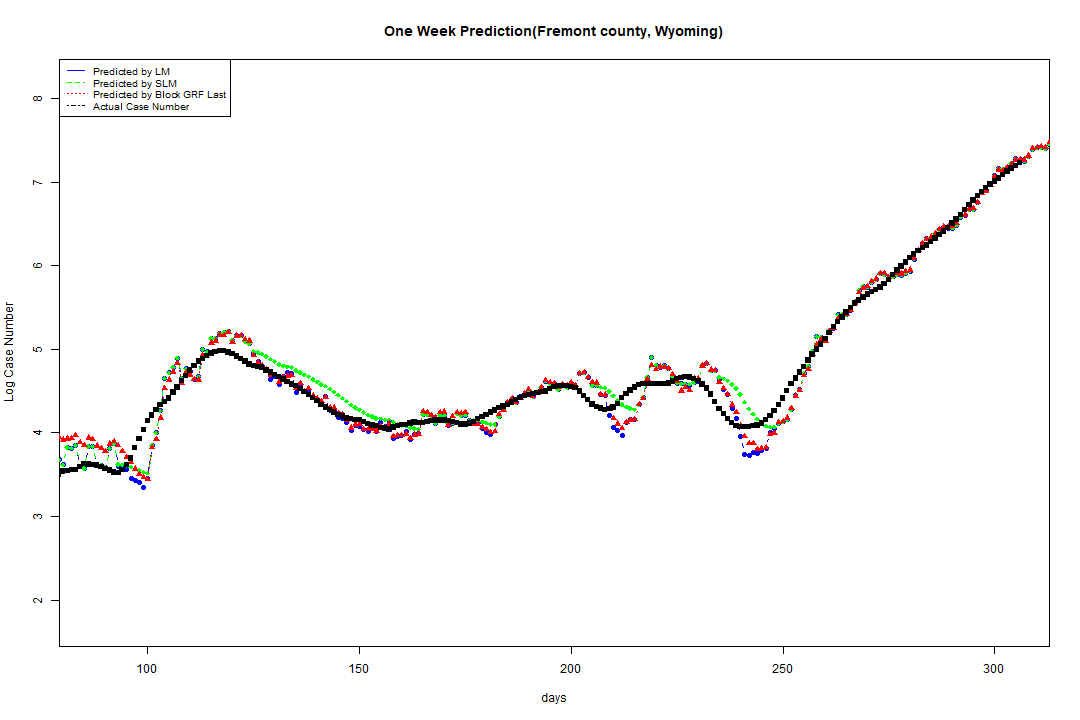 One Week Prediction(Fremont county, Wyoming)
Predicted by LM
Predicted by SLM
Predicted by Block GRF Last
Actual Case Number
8
7
6
5
4
3
2
Log Case Number
100 150 200 250 300
days